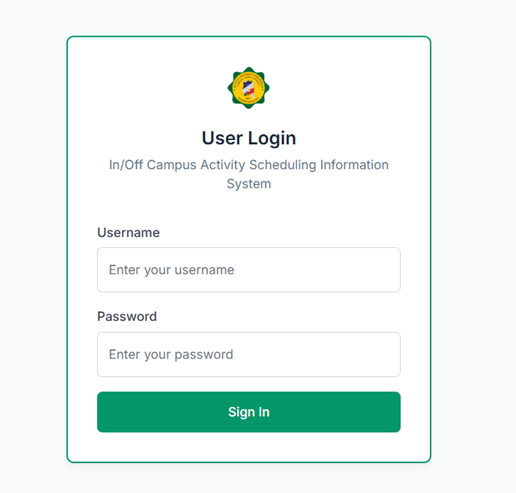 User Login
In/Off Campus Activity Scheduling Information
System
Username
Enter your username
Password
Enter your password
Sign In